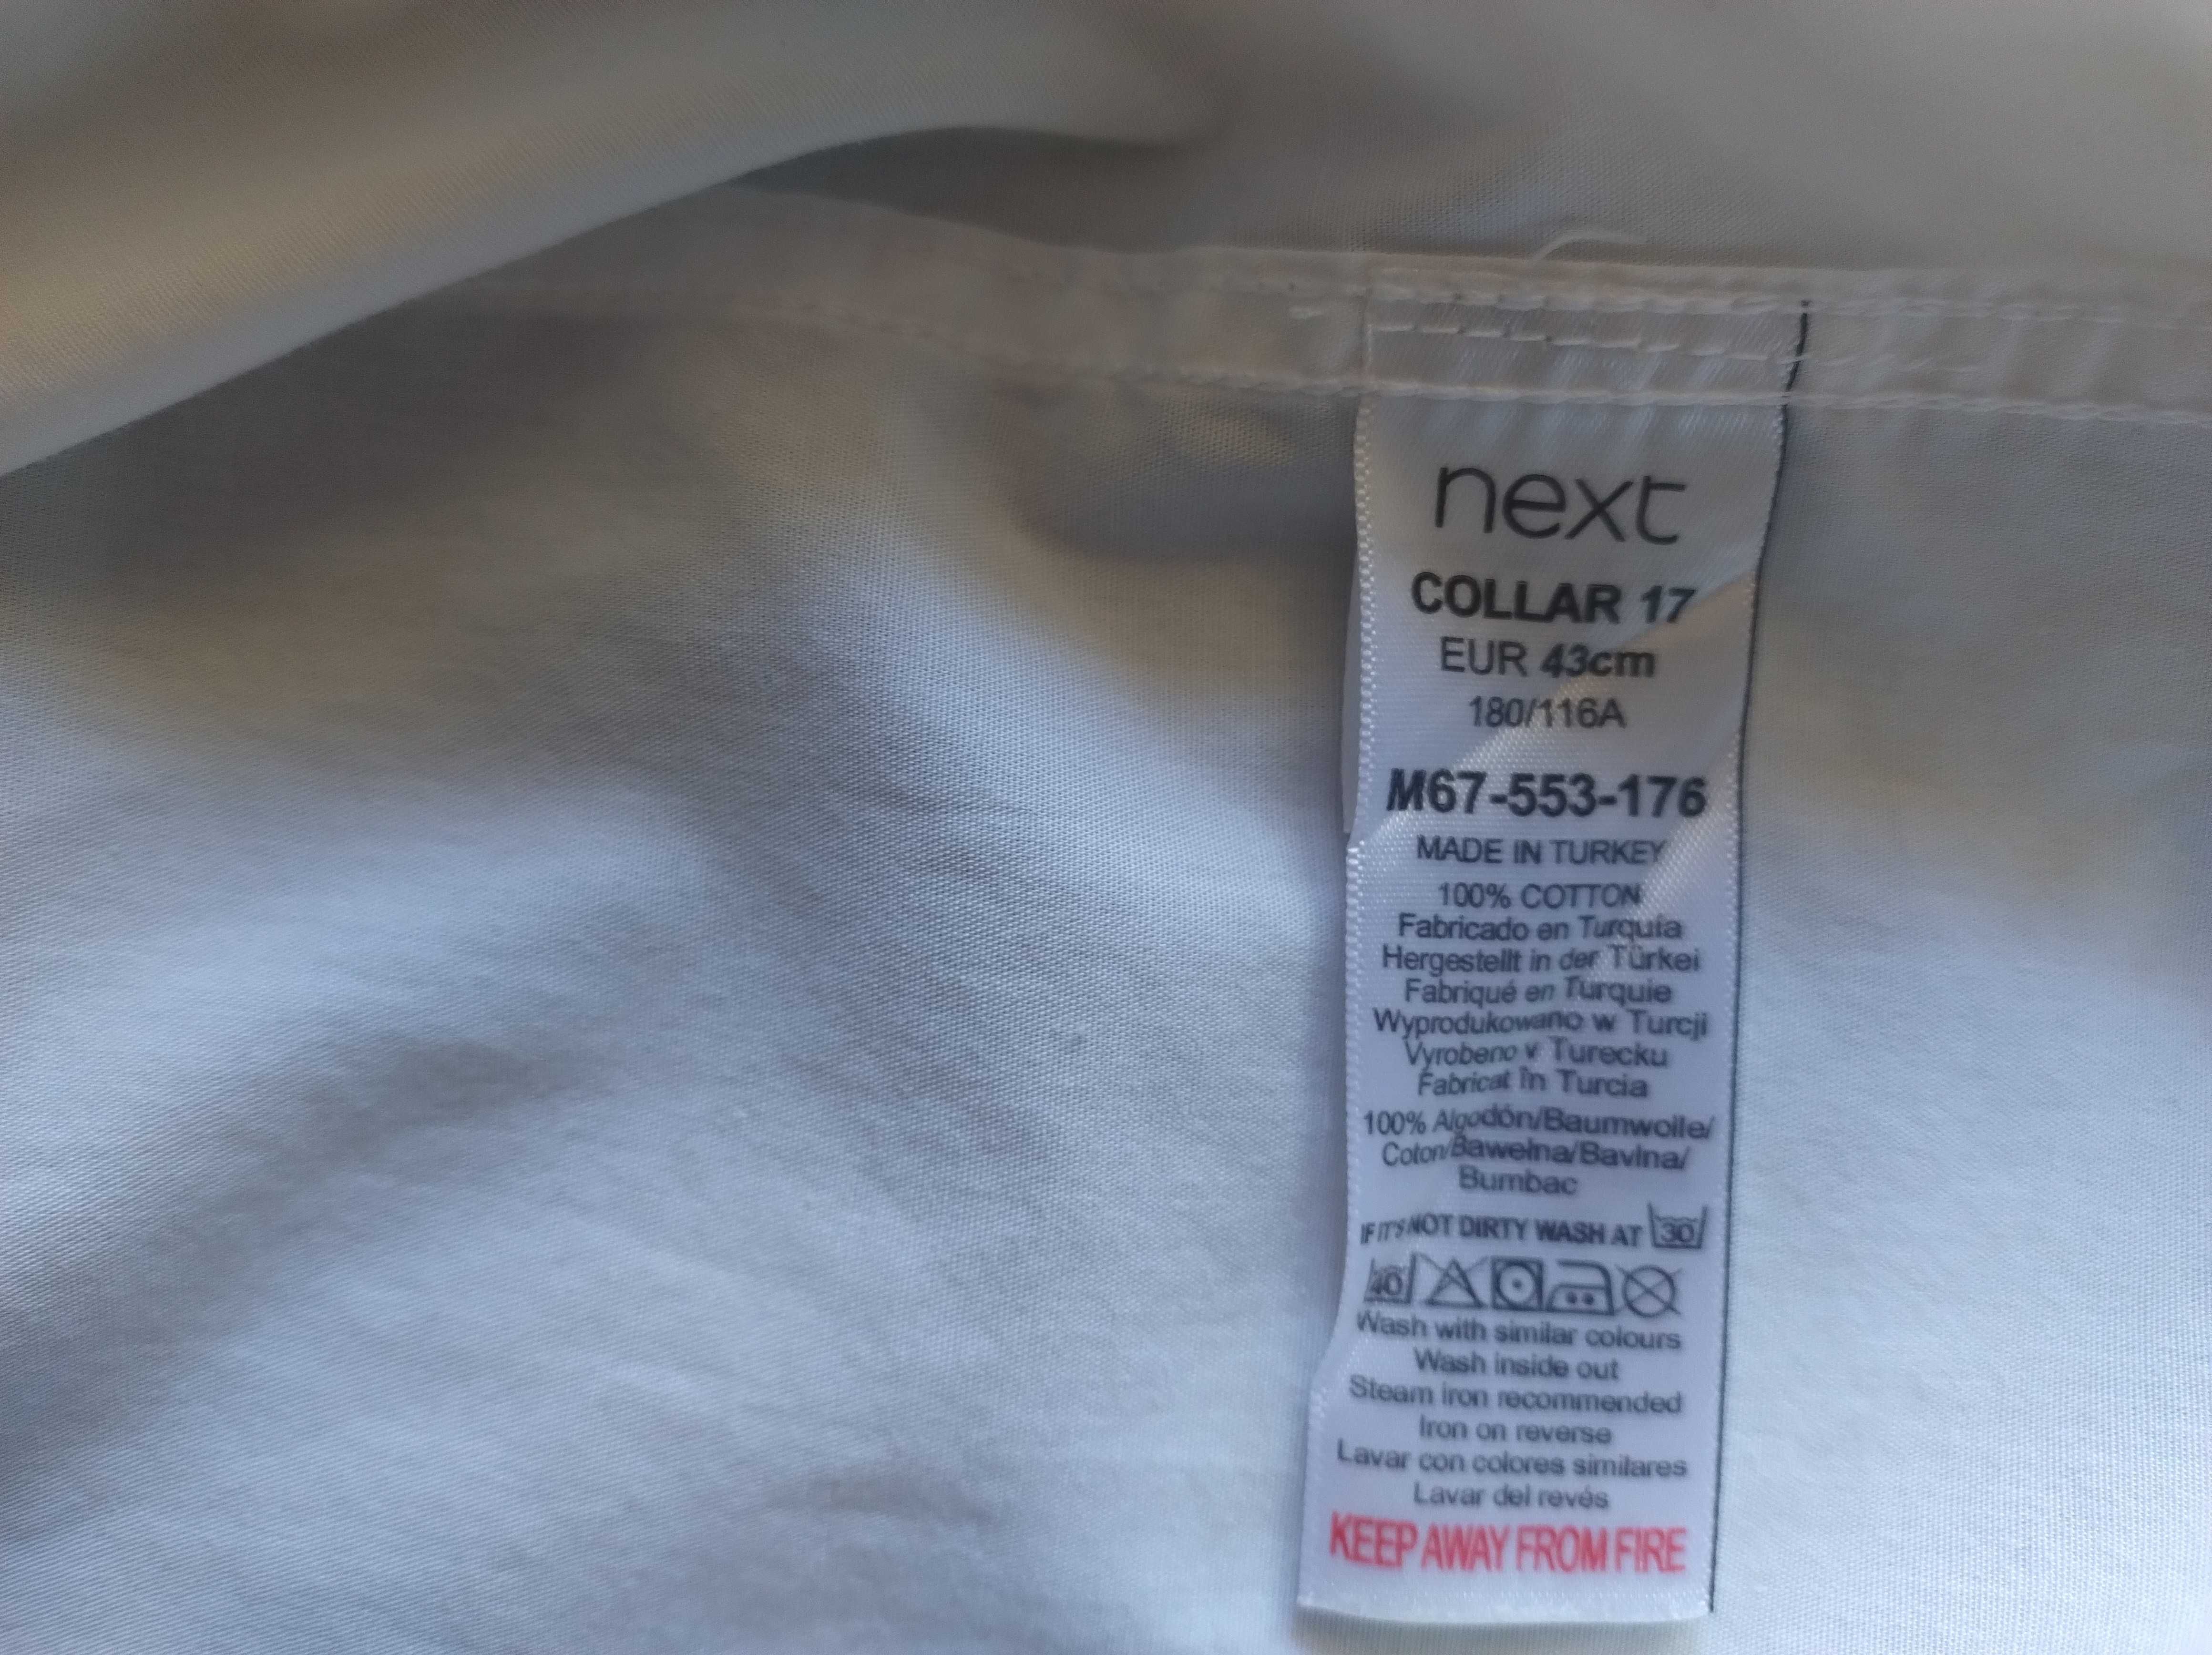 next
COLLAR 17
EUR 43cm
180/116A
M67-553-176
MADE IN TURKEY
100% COTTON
Fabricado en Turquía
Hergestellt in der Türkei
Fabriqué en Turquie
Wyprodukowano w Turcji
Vyrobeno v Turecku
Fabricat în Turcia
100% Algodón/Baumwolle/
Coton/Bawełna/Bavlna/
Bumbac
IF IT'S NOT DIRTY WASH AT 30
40
Wash with similar colours
Wash inside out
Steam iron recommended
Iron on reverse
Lavar con colores similares
Lavar del revés
KEEP AWAY FROM FIRE